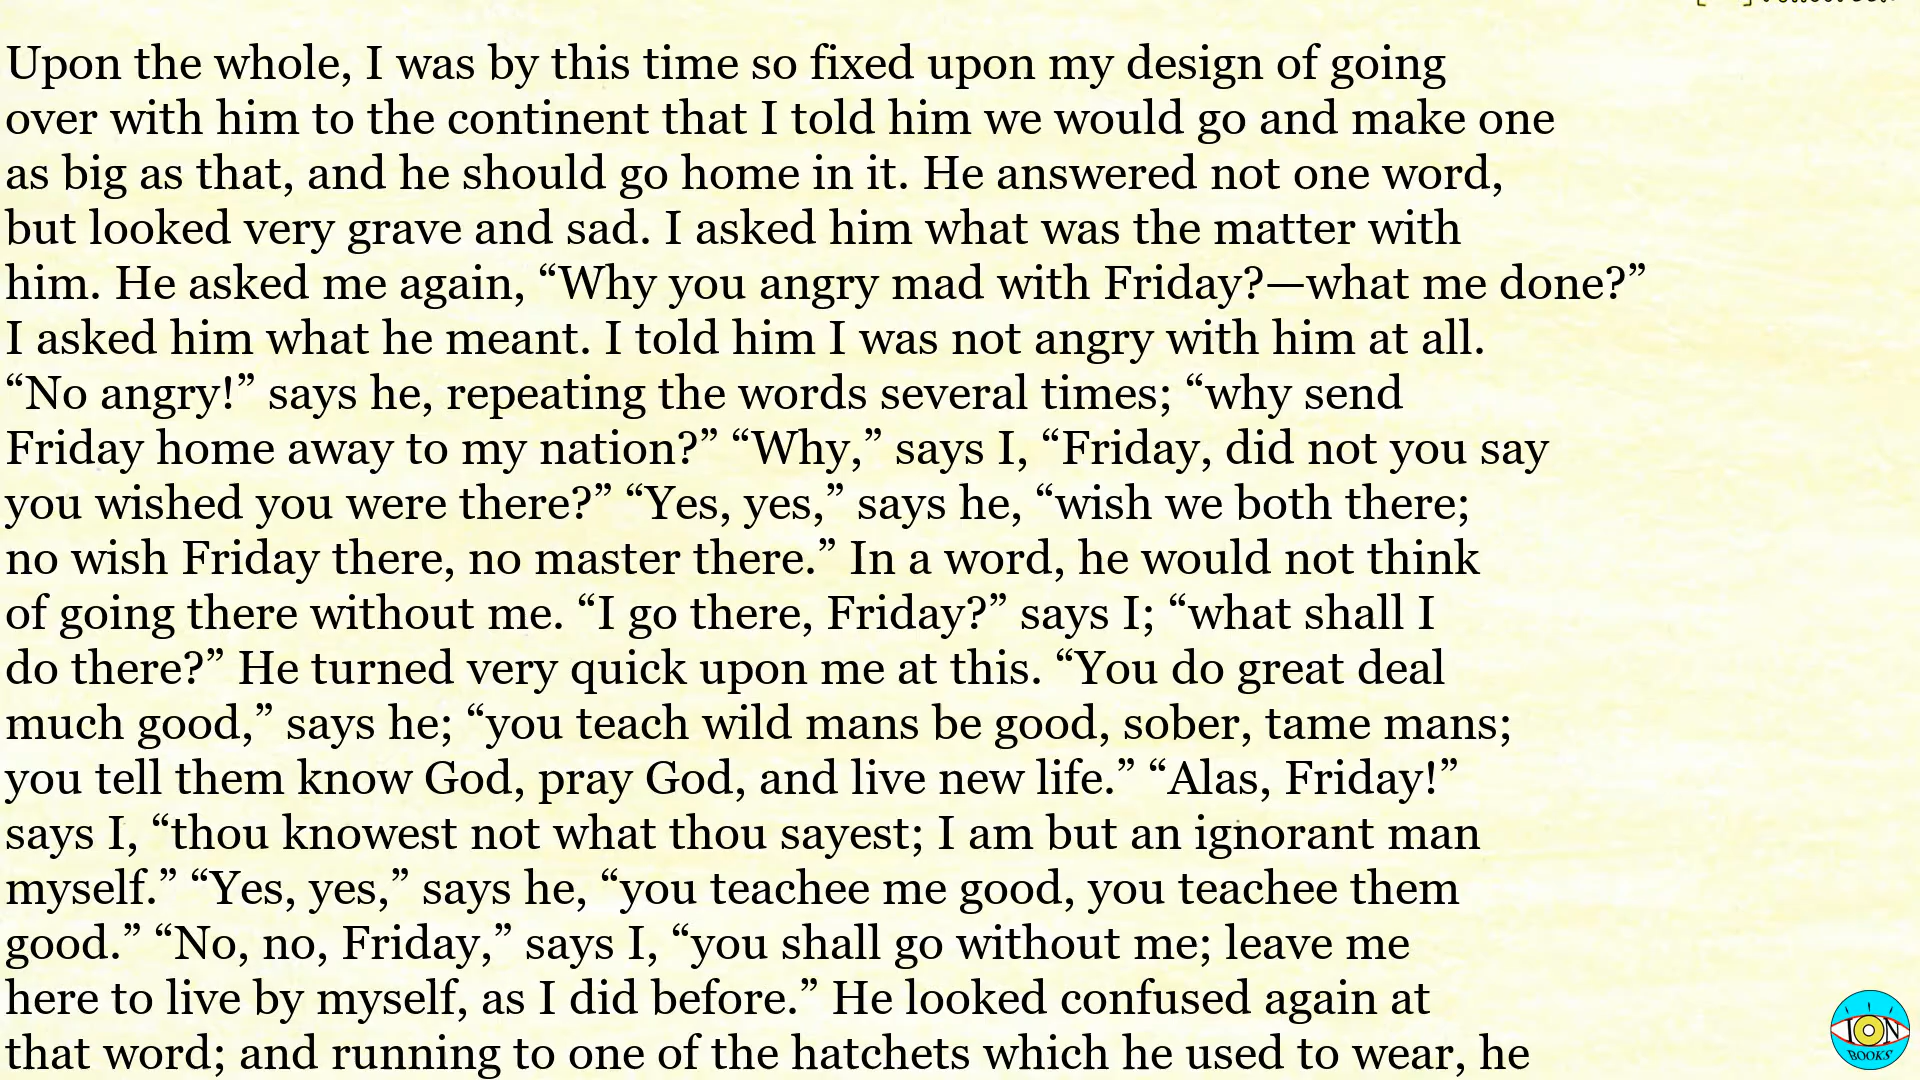 Upon the whole, I was by this time so fixed upon my design of going
over with him to the continent that I told him we would go and make one
as big as that, and he should go home in it. He answered not one word,
but looked very grave and sad. I asked him what was the matter with
him. He asked me again, “Why you angry mad with Friday?—what me done?”
I asked him what he meant. I told him I was not angry with him at all.
“No angry!” says he, repeating the words several times; “why send
Friday home away to my nation?” “Why,” says I, “Friday, did not you say
you wished you were there?” “Yes, yes,” says he, “wish we both there;
no wish Friday there, no master there.” In a word, he would not think
of going there without me. “I go there, Friday?” says I; “what shall I
do there?” He turned very quick upon me at this. “You do great deal
much good,” says he; “you teach wild mans be good, sober, tame mans;
you tell them know God, pray God, and live new life.” “Alas, Friday!”
says I, “thou knowest not what thou sayest; I am but an ignorant man
myself.” “Yes, yes,” says he, “you teachee me good, you teachee them
good.” “No, no, Friday,” says I, “you shall go without me; leave me
here to live by myself, as I did before.” He looked confused again at
that word; and running to one of the hatchets which he used to wear, he
ION
BOOKS